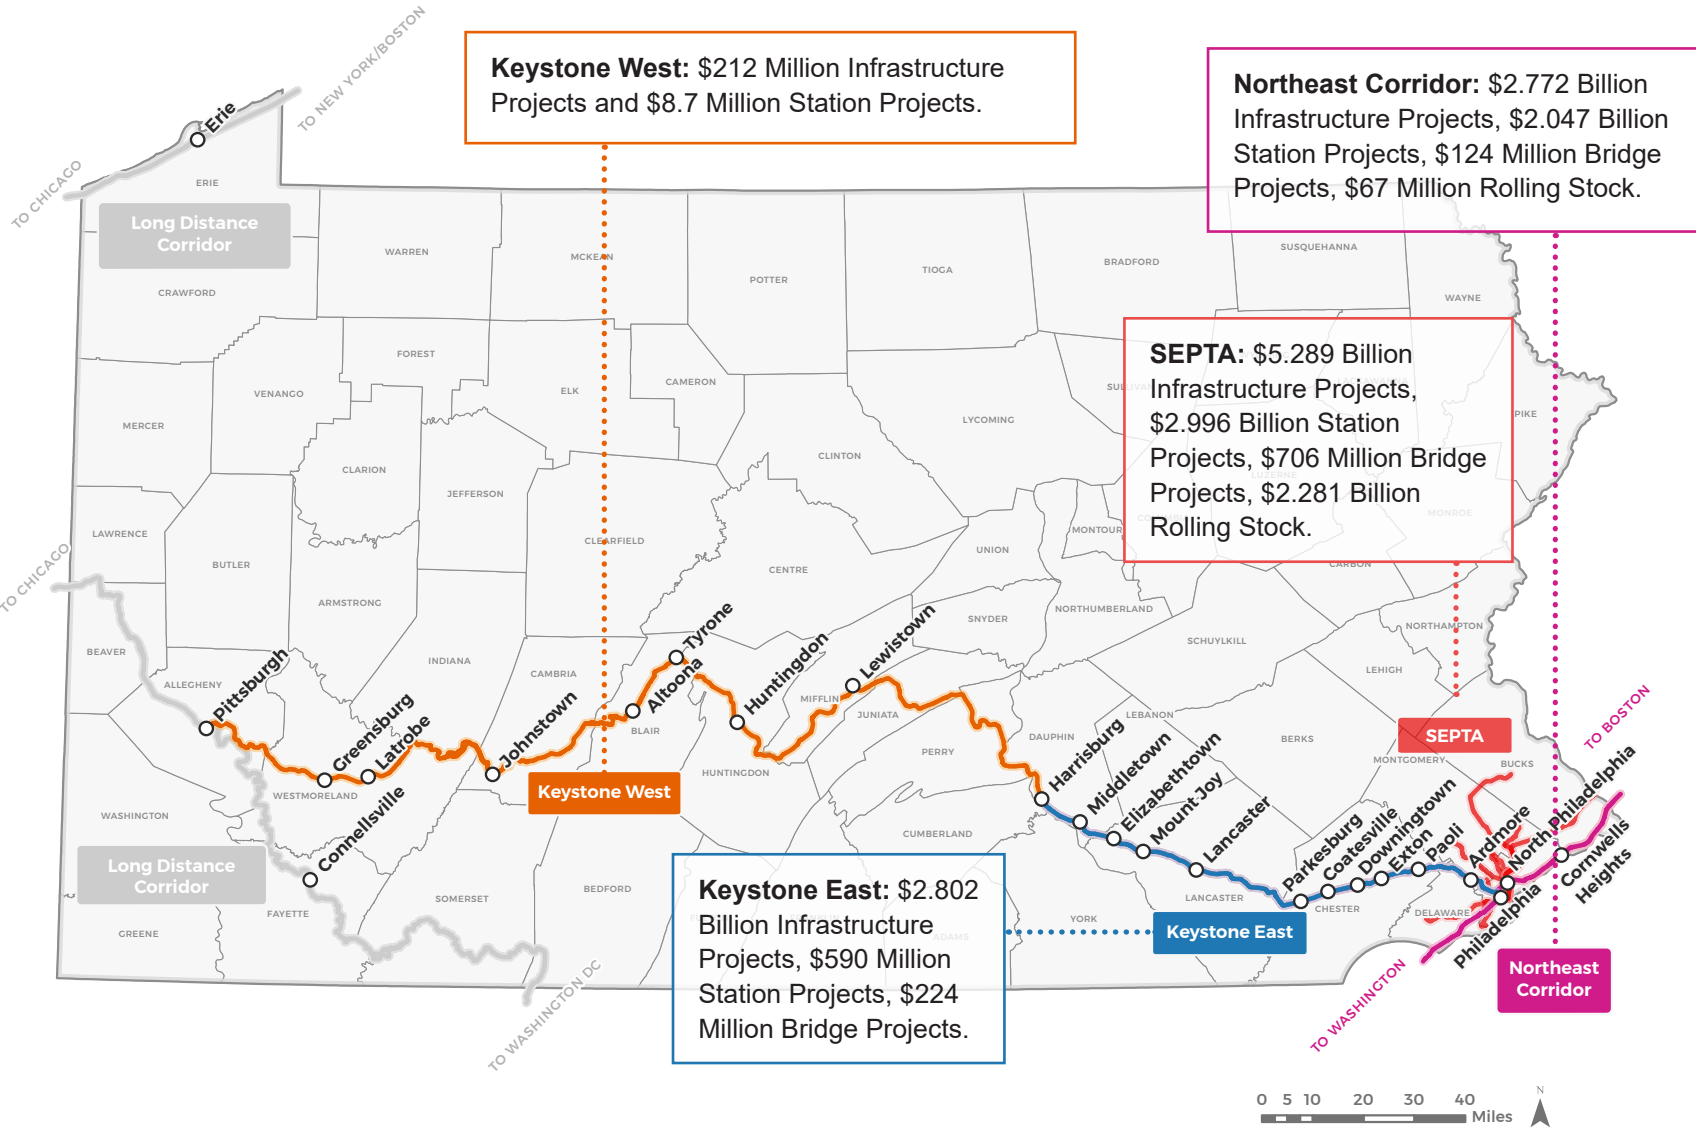 TO NEW YORK/BOSTON
Keystone West: $212 Million Infrastructure
Projects and $8.7 Million Station Projects.
Northeast Corridor: $2.772 Billion
Infrastructure Projects, $2.047 Billion
Station Projects, $124 Million Bridge
Projects, $67 Million Rolling Stock.
Erie
TO CHICAGO
ERIE
Long Distance
Corridor
WARREN
MCKEAN
POTTER
TIOGA
BRADFORD
SUSQUEHANNA
WAYNE
CRAWFORD
FOREST
VENANGO
ELK
CAMERON
SEPTA: $5.289 Billion
Infrastructure Projects,
$2.996 Billion Station
Projects, $706 Million Bridge
Projects, $2.281 Billion
Rolling Stock.
SULLIVAN
PIKE
MERCER
LYCOMING
CLARION
CLINTON
LUZERNE
JEFFERSON
MONROE
COLUMBIA
LAWRENCE
MONTOUR
CLEARFIELD
UNION
TO CHICAGO
BUTLER
CENTRE
CARBON
ARMSTRONG
NORTHUMBERLAND
SNYDER
NORTHAMPTON
SCHUYLKILL
BEAVER
INDIANA
CAMBRIA
LEHIGH
ALLEGHENY
Pittsburgh
Greensburg
Latrobe
Johnstown
Altoona
Tyrone
Huntingdon
Lewistown
MIFFLIN
JUNIATA
LEBANON
BLAIR
DAUPHIN
PERRY
BERKS
SEPTA
MONTGOMERY
BUCKS
TO BOSTON
HUNTINGDON
Keystone West
WESTMORELAND
WASHINGTON
Connellsville
CUMBERLAND
Harrisburg
Middletown
Elizabethtown
Mount Joy
Lancaster
Parkesburg
Coatesville
Downingtown
Exton
Paoli
Ardmore
North Philadelphia
Cornwells
Heights
Philadelphia
Long Distance
Corridor
BEDFORD
SOMERSET
FAYETTE
GREENE
Keystone East: $2.802
Billion Infrastructure
Projects, $590 Million
Station Projects, $224
Million Bridge Projects.
FRANKLIN
ADAMS
YORK
LANCASTER
CHESTER
DELAWARE
Keystone East
Northeast
Corridor
TO WASHINGTON
TO WASHINGTON DC
N
0 5 10 20 30 40
Miles